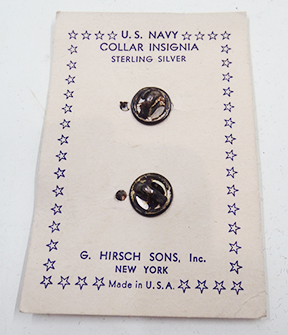 U.S. NAVY
COLLAR INSIGNIA
STERLING SILVER
G. HIRSCH SONS, Inc.
NEW YORK
Made in U.S.A.